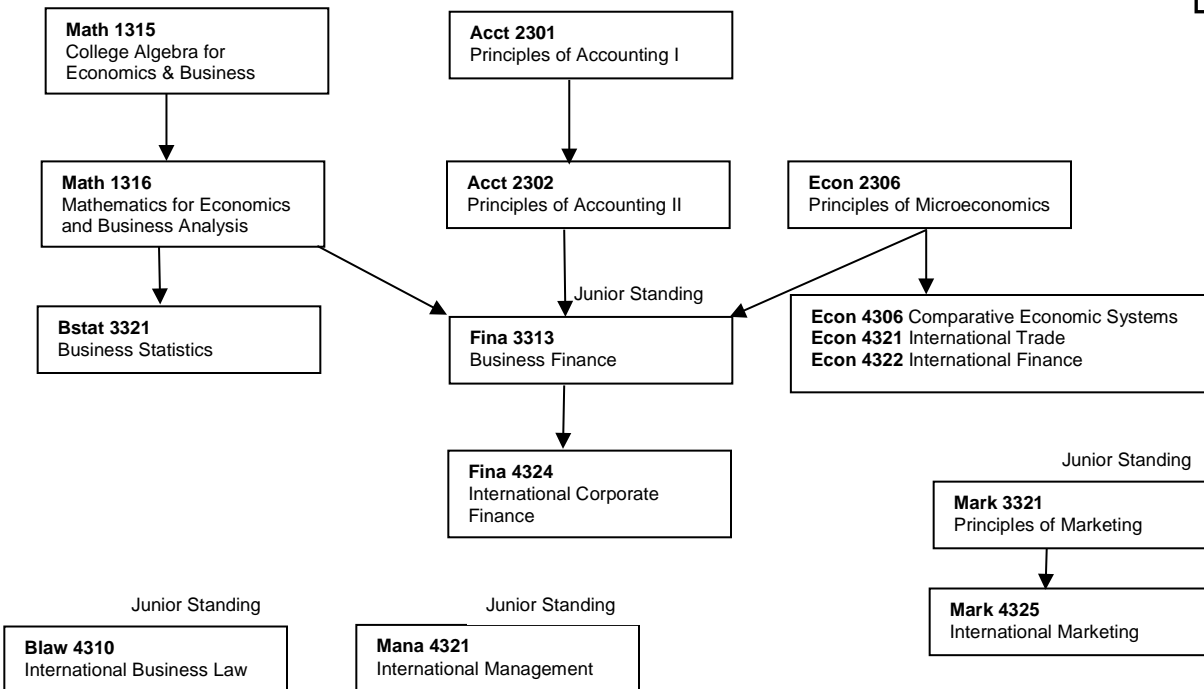 Math 1315
College Algebra for
Economics & Business
Acct 2301
Principles of Accounting I
Math 1316
Mathematics for Economics
and Business Analysis
Acct 2302
Principles of Accounting II
Econ 2306
Principles of Microeconomics
Bstat 3321
Business Statistics
Junior Standing
Fina 3313
Business Finance
Econ 4306 Comparative Economic Systems
Econ 4321 International Trade
Econ 4322 International Finance
Fina 4324
International Corporate
Finance
Junior Standing
Mark 3321
Principles of Marketing
Mark 4325
International Marketing
Junior Standing
Blaw 4310
International Business Law
Junior Standing
Mana 4321
International Management